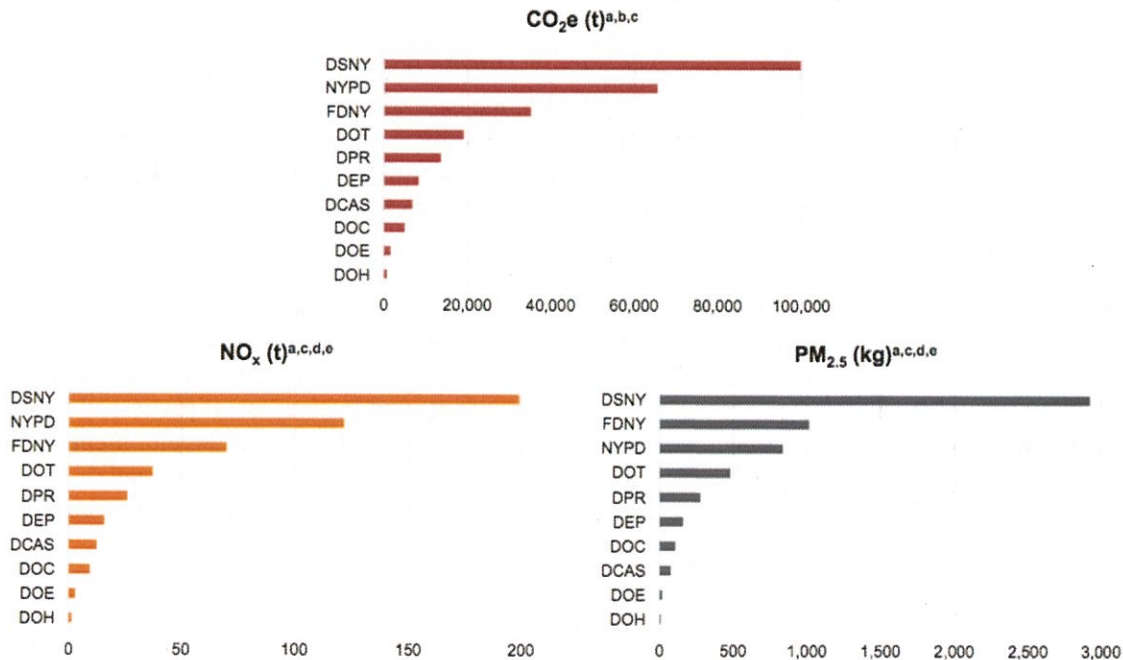 CO₂e (t)ᵃ,ᵇ,ᶜ
DSNY
NYPD
FDNY
DOT
DPR
DEP
DCAS
DOC
DOE
DOH
0 20,000 40,000 60,000 80,000 100,000
NOₓ (t)ᵃ,ᶜ,ᵈ,ᵉ
DSNY
NYPD
FDNY
DOT
DPR
DEP
DCAS
DOC
DOE
DOH
0 50 100 150 200
PM₂.₅ (kg)ᵃ,ᶜ,ᵈ,ᵉ
DSNY
FDNY
NYPD
DOT
DPR
DEP
DOC
DCAS
DOE
DOH
0 500 1,000 1,500 2,000 2,500 3,000